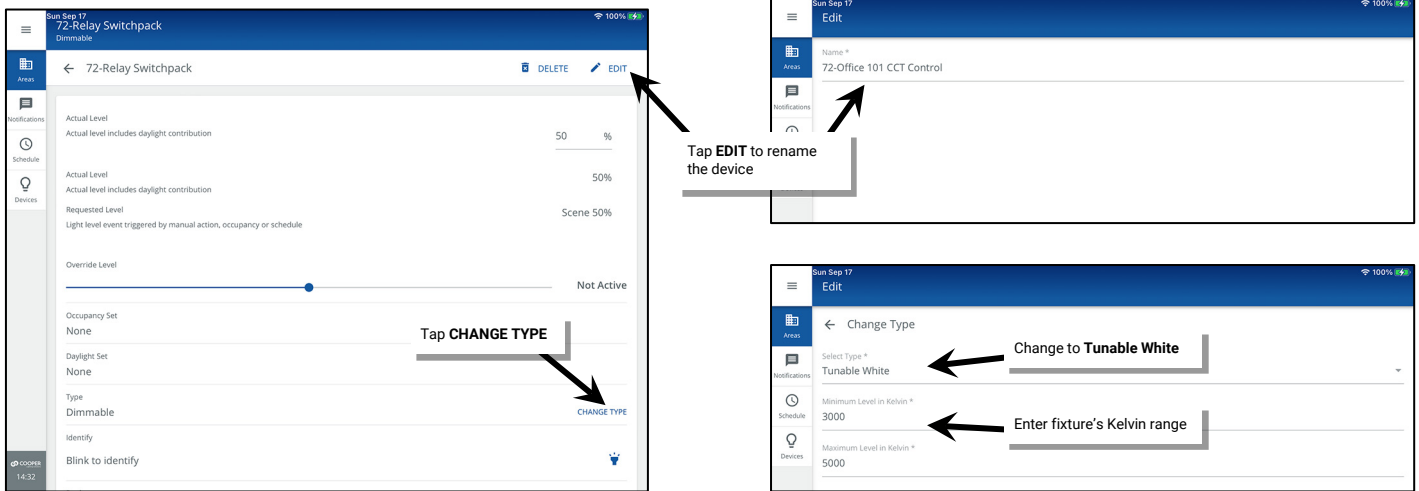 Sun Sep 17
100%
72-Relay Switchpack
Dimmable
72-Relay Switchpack
DELETE
EDIT
Areas
Notifications
Schedule
Devices
Actual Level
Actual level includes daylight contribution
50 %
Actual Level
50%
Actual level includes daylight contribution
Requested Level
Scene 50%
Light level event triggered by manual action, occupancy or schedule
Override Level
Not Active
Occupancy Set
None
Daylight Set
None
Type
Dimmable
CHANGE TYPE
Identify
Blink to identify
COOPER
14:32
Tap CHANGE TYPE
Tap EDIT to rename
the device
Sun Sep 17
100%
Edit
Areas
Notifications
Name *
72-Office 101 CCT Control
Sun Sep 17
100%
Edit
Areas
Notifications
Schedule
Devices
Change Type
Select Type *
Tunable White
Change to Tunable White
Minimum Level in Kelvin *
3000
Enter fixture's Kelvin range
Maximum Level in Kelvin *
5000